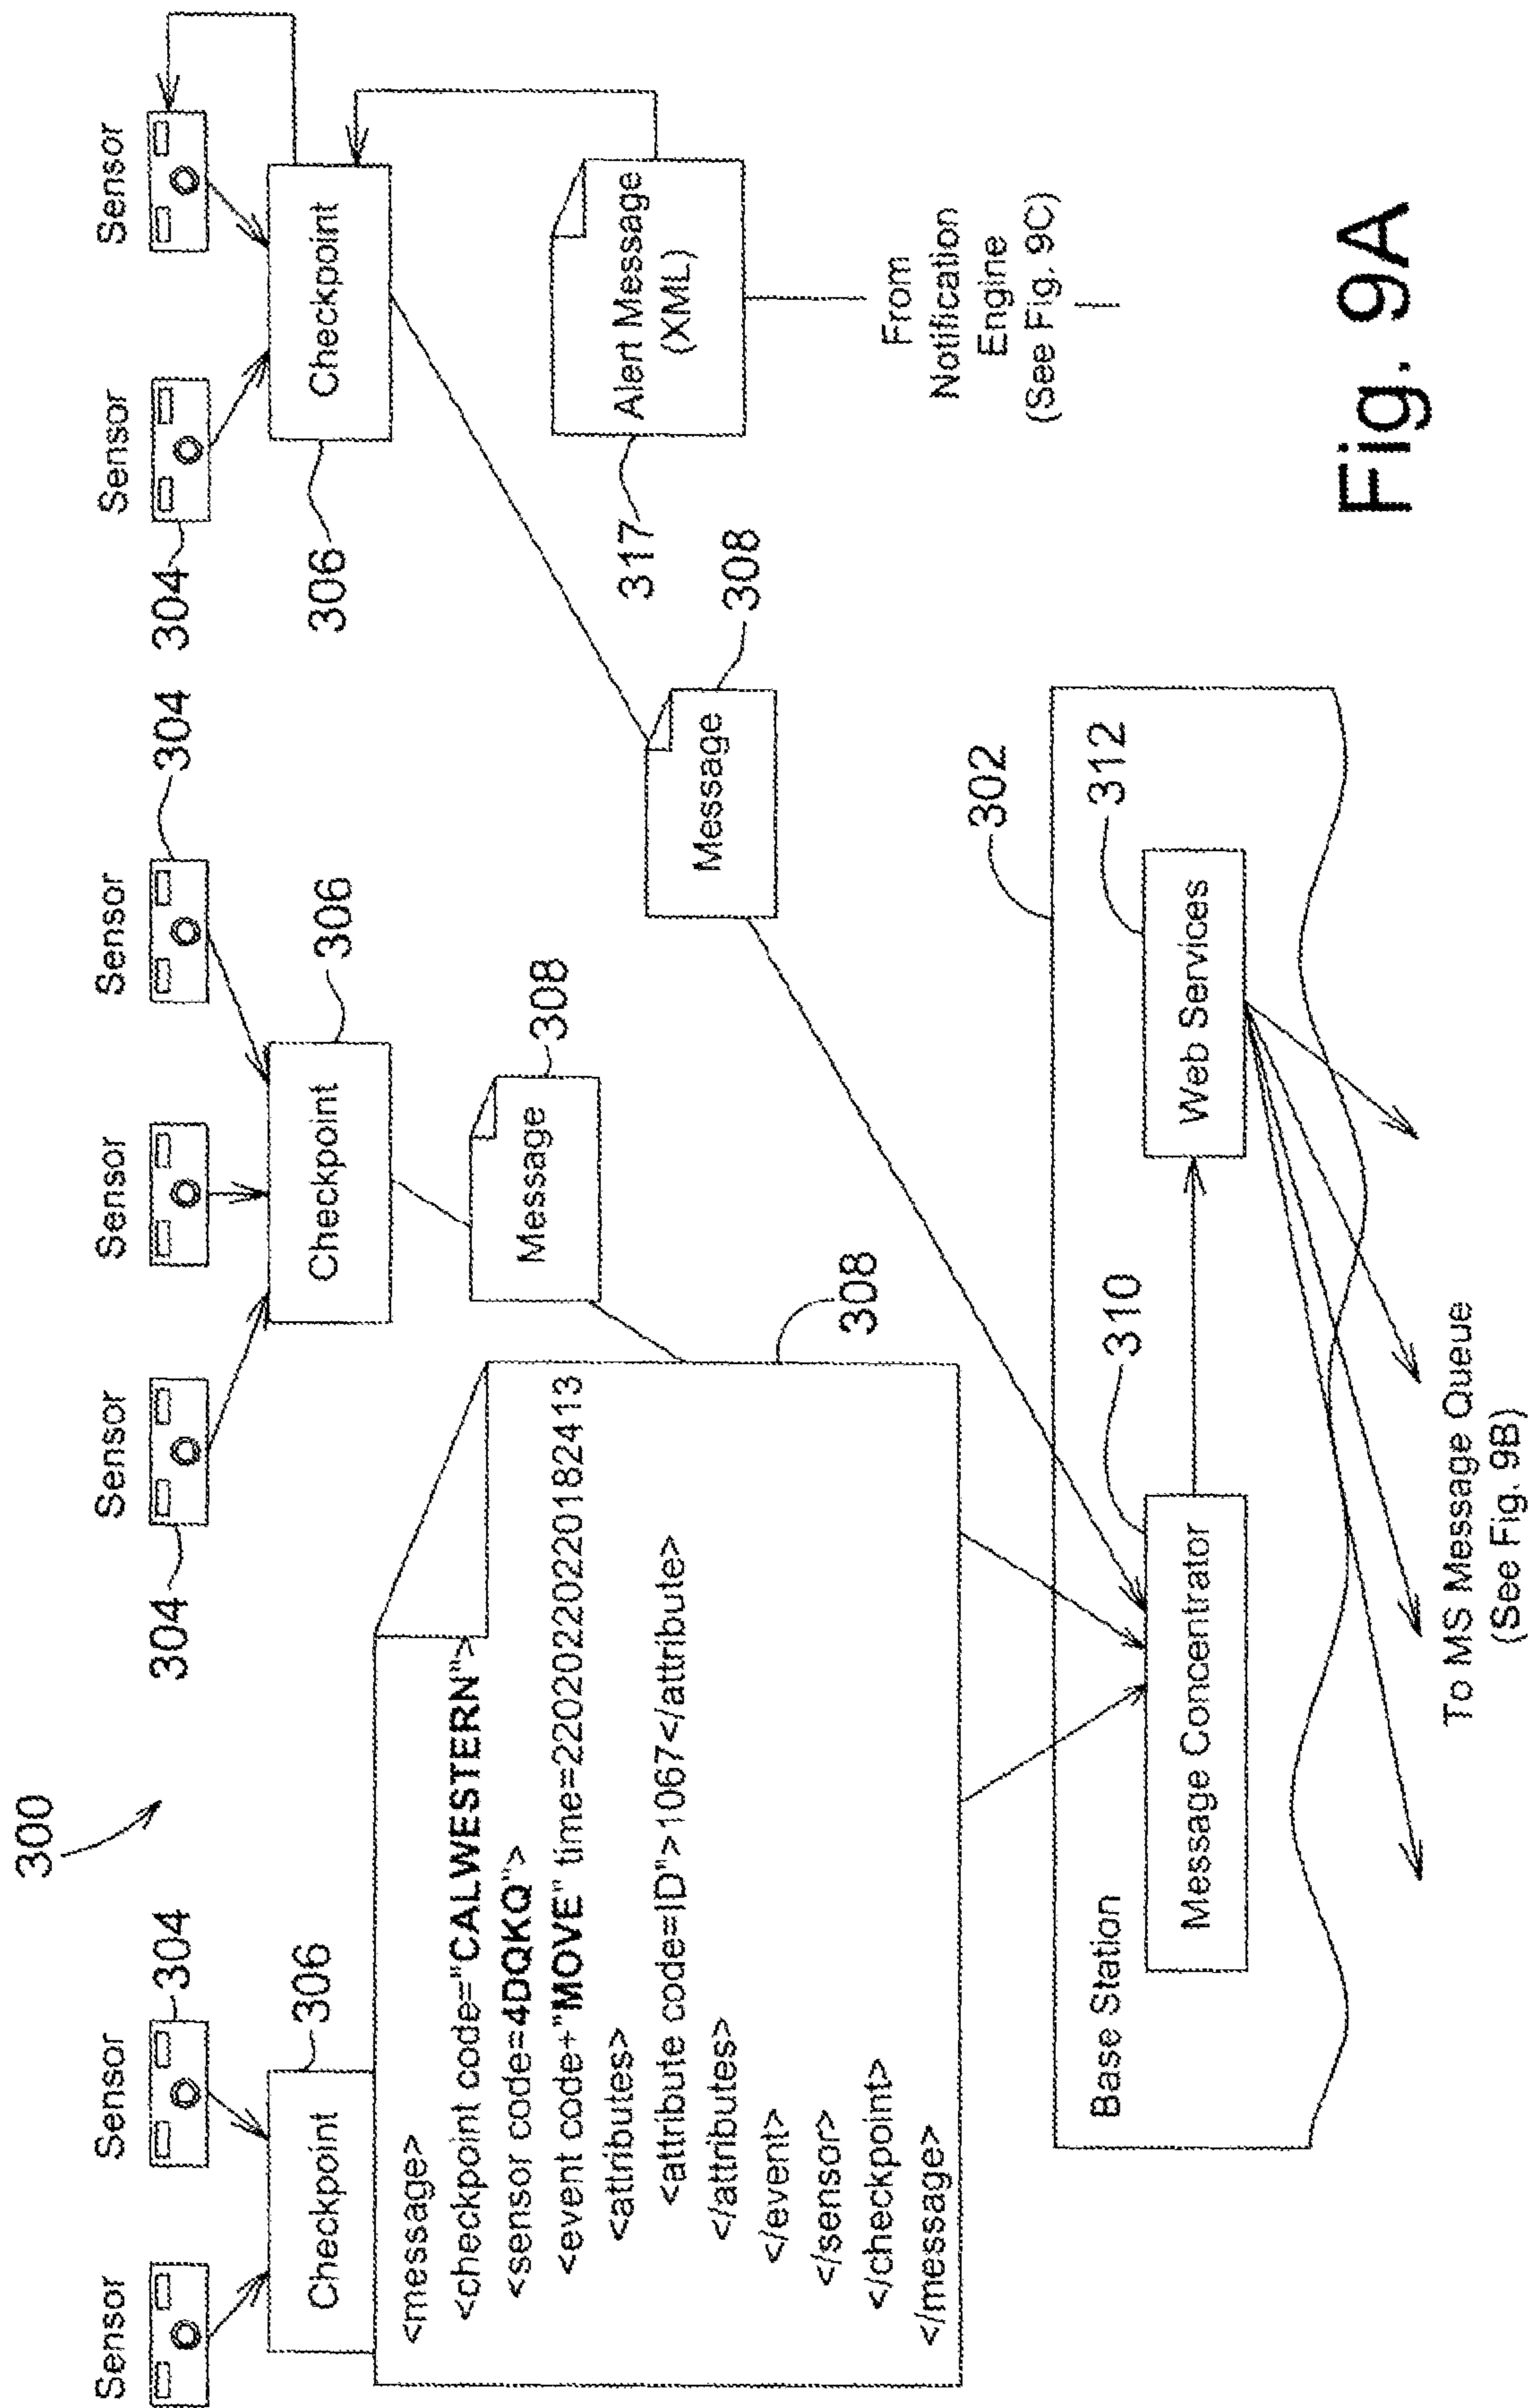 300
Sensor
Sensor
Sensor
Sensor
Sensor
Sensor
Sensor
304
304
304
304
Checkpoint
306
Checkpoint
306
Checkpoint
306
<message>
<checkpoint code="CALWESTERN">
<sensor code=4DQKQ">
<event code+"MOVE" time=22020220220182413
<attributes>
<attribute code=ID">1067</attribute>
</attributes>
</event>
</sensor>
</checkpoint>
</message>
308
Message
308
Message
308
Alert Message
(XML)
317
From
Notification
Engine
(See Fig. 9C)
Base Station
302
Message Concentrator
310
Web Services
312
To MS Message Queue
(See Fig. 9B)
Fig. 9A